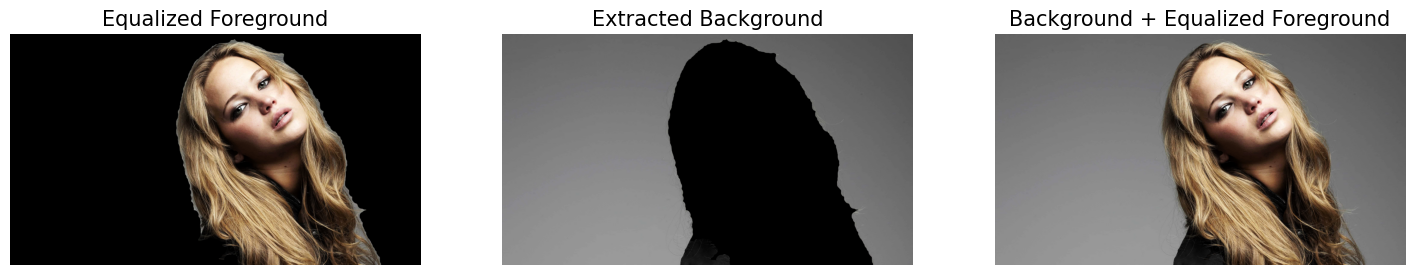 Equalized Foreground
Extracted Background
Background + Equalized Foreground